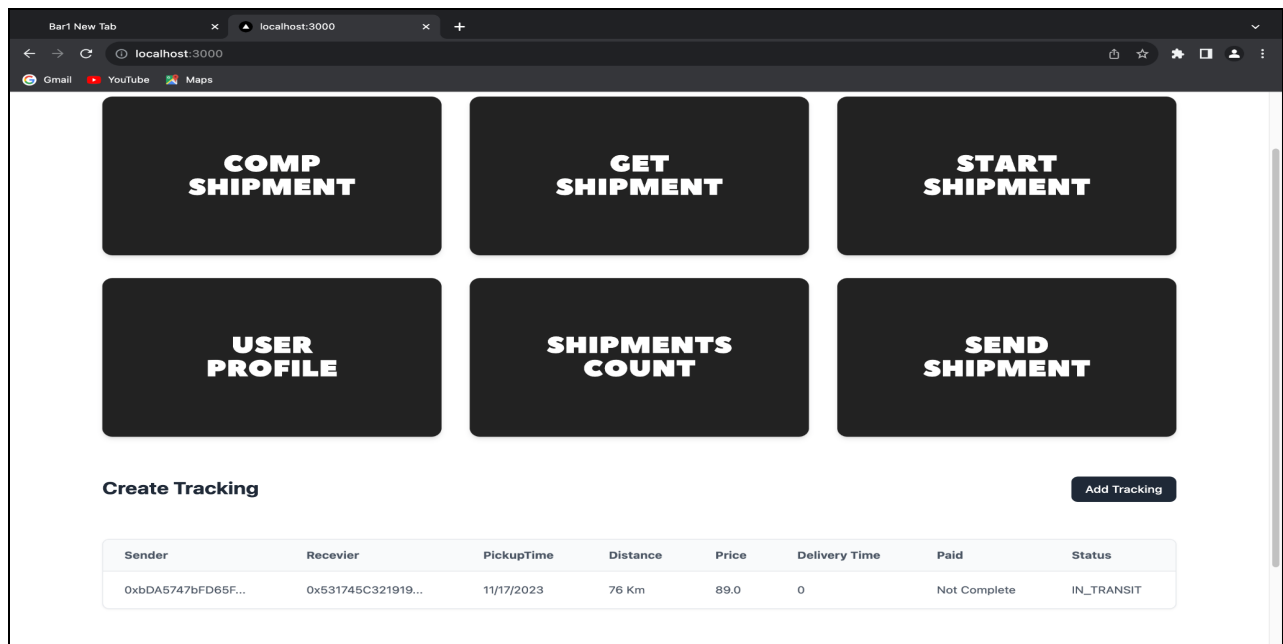 Bar1 New Tab
localhost:3000
localhost:3000
Gmail YouTube Maps
COMP
SHIPMENT
GET
SHIPMENT
START
SHIPMENT
USER
PROFILE
SHIPMENTS
COUNT
SEND
SHIPMENT
Create Tracking
Add Tracking
Sender Recevier PickupTime Distance Price Delivery Time Paid Status
0xbDA5747bFD65F... 0x531745C321919... 11/17/2023 76 Km 89.0 0 Not Complete IN_TRANSIT